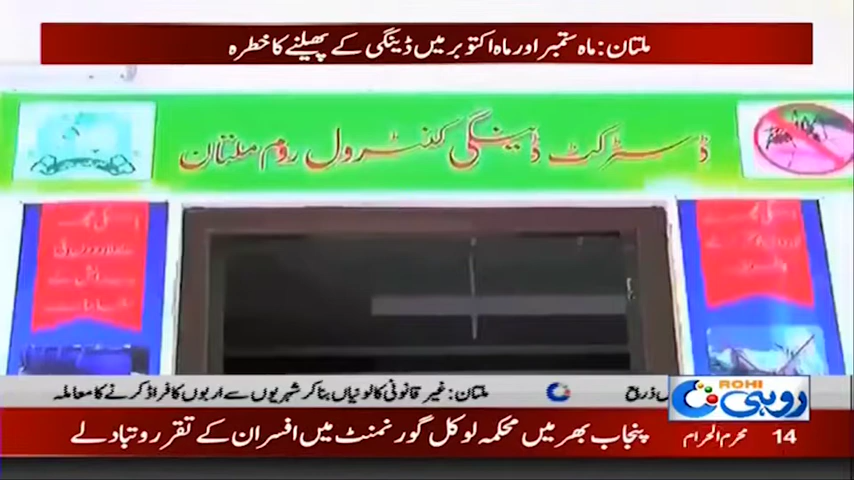 ملتان: ماہ ستمبر اور ماہ اکتوبر میں ڈینگی کے پھیلنے کا خطرہ
ڈسٹرکٹ ڈینگی کنٹرول روم ملتان
ملتان: غیر قانونی کالونیاں بنا کر شہریوں سے اربوں کا فراڈ کرنے کا معاملہ
ذرائع
ROHI
روہی
پنجاب بھر میں محکمہ لوکل گورنمنٹ میں افسران کے تقرر و تبادلے
14 محرم الحرام